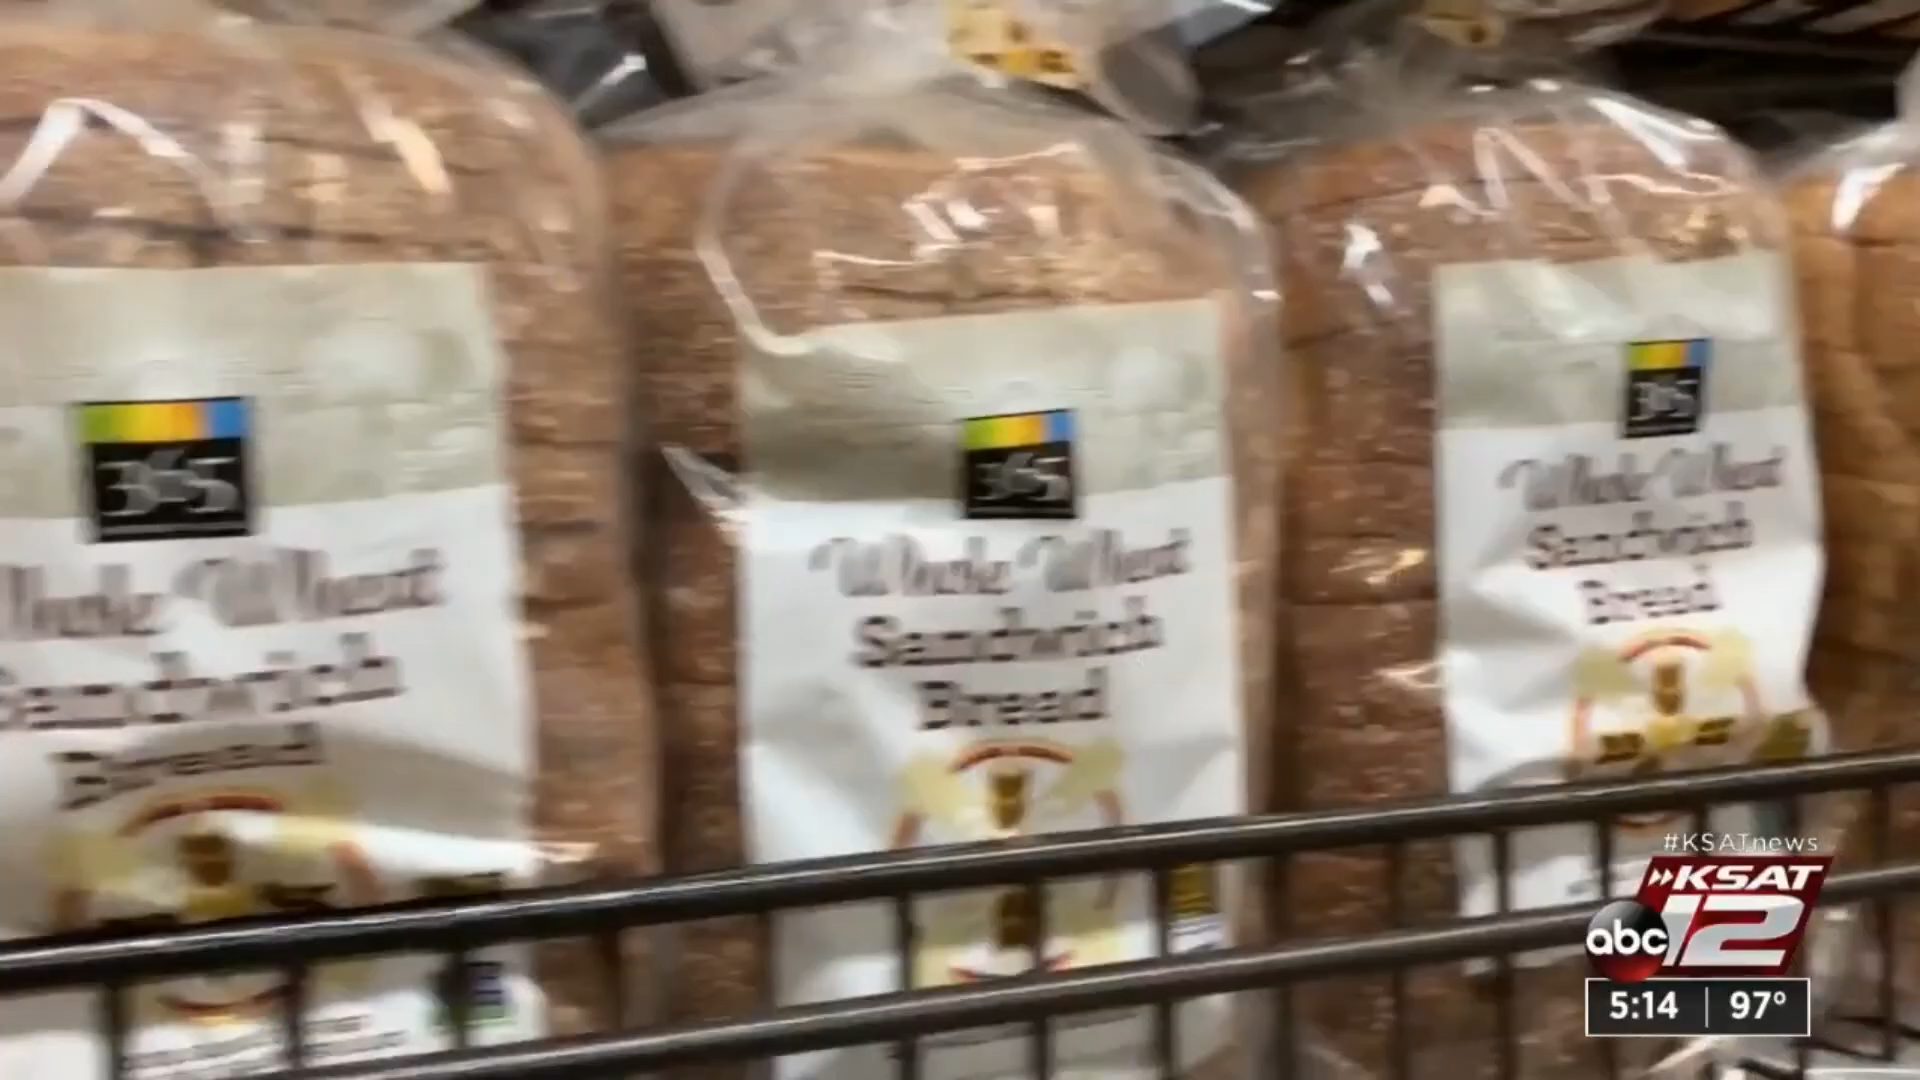 365
Whole Wheat
Sandwich
Bread
365
Whole Wheat
Sandwich
Bread
365
Whole Wheat
Sandwich
Bread
#KSATnews
KSAT
abc 12
5:14 97°